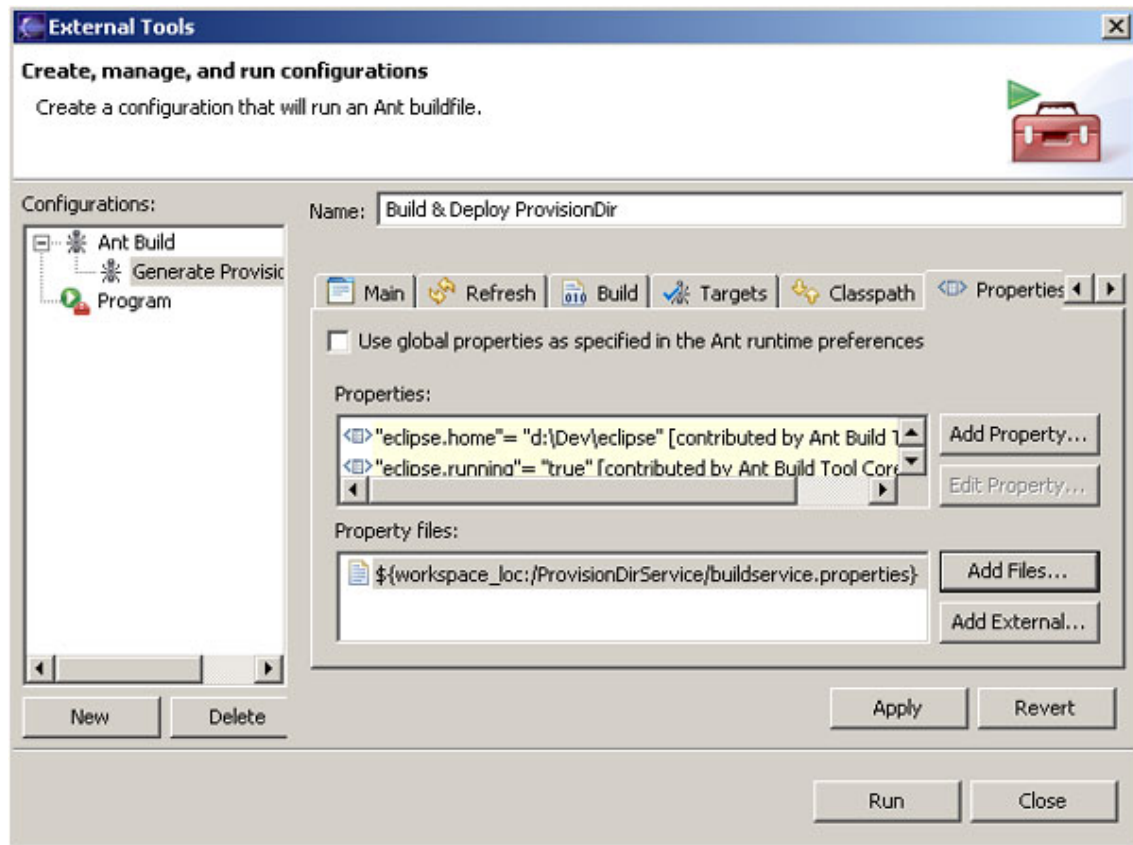 External Tools
Create, manage, and run configurations
Create a configuration that will run an Ant buildfile.
Configurations:
Ant Build
Generate Provisic
Program
New
Delete
Name:
Build & Deploy ProvisionDir
Main
Refresh
Build
Targets
Classpath
Properties
Use global properties as specified in the Ant runtime preferences
Properties:
"eclipse.home"= "d:\Dev\eclipse" [contributed by Ant Build T
"eclipse.running"= "true" [contributed by Ant Build Tool Core
Add Property...
Edit Property...
Property files:
${workspace_loc:/ProvisionDirService/buildservice.properties}
Add Files...
Add External...
Apply
Revert
Run
Close